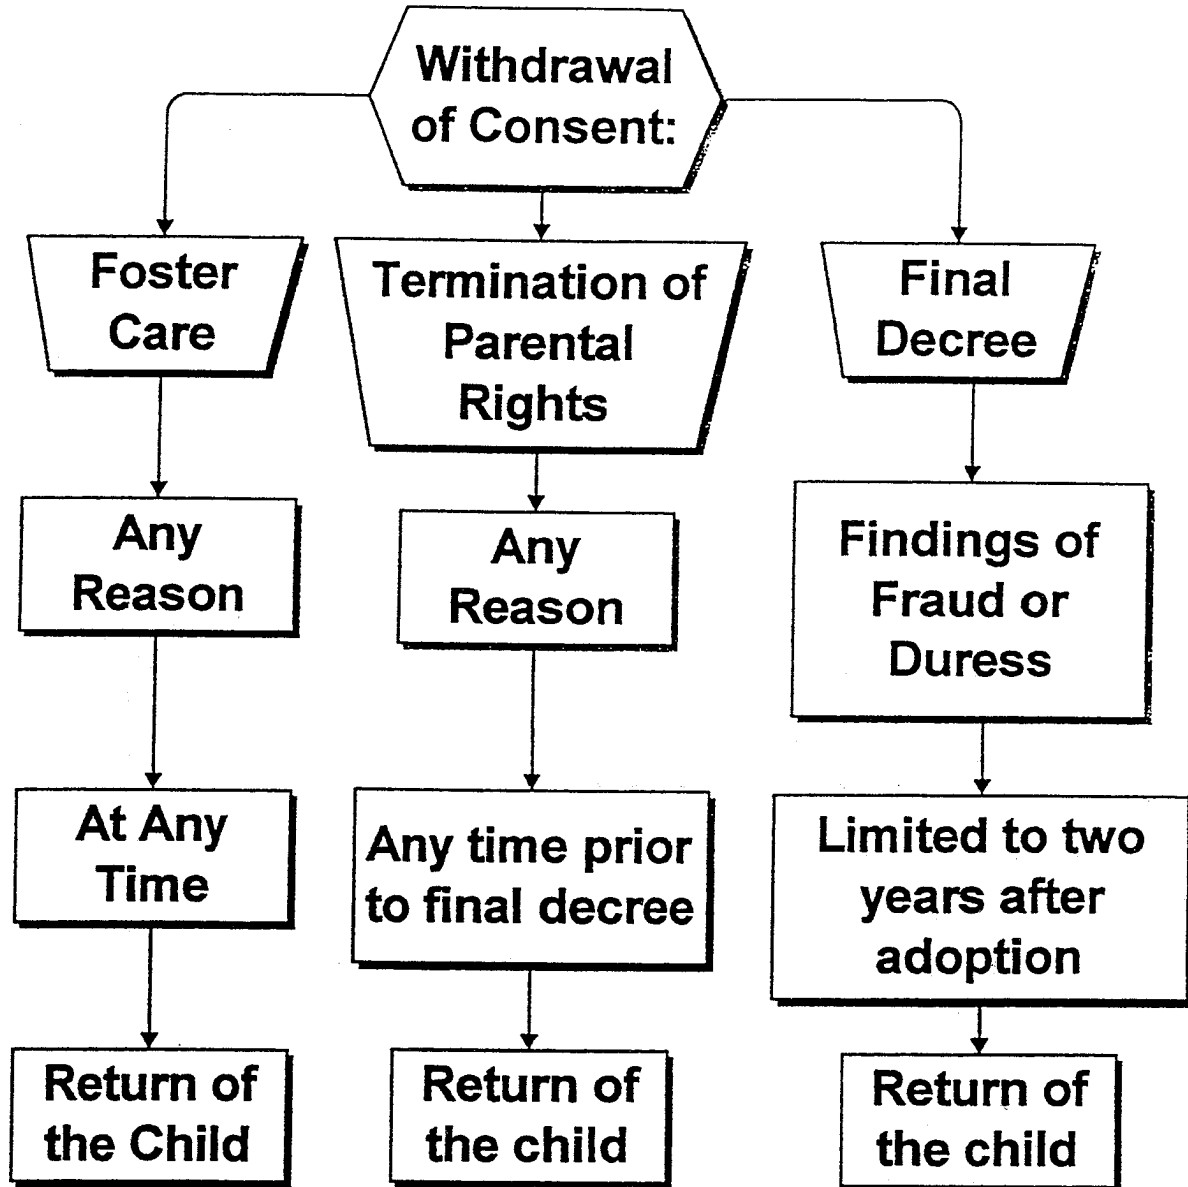 Withdrawal
of Consent:
Foster
Care
Any
Reason
At Any
Time
Return of
the Child
Termination of
Parental
Rights
Any
Reason
Any time prior
to final decree
Return of
the child
Final
Decree
Findings of
Fraud or
Duress
Limited to two
years after
adoption
Return of
the child